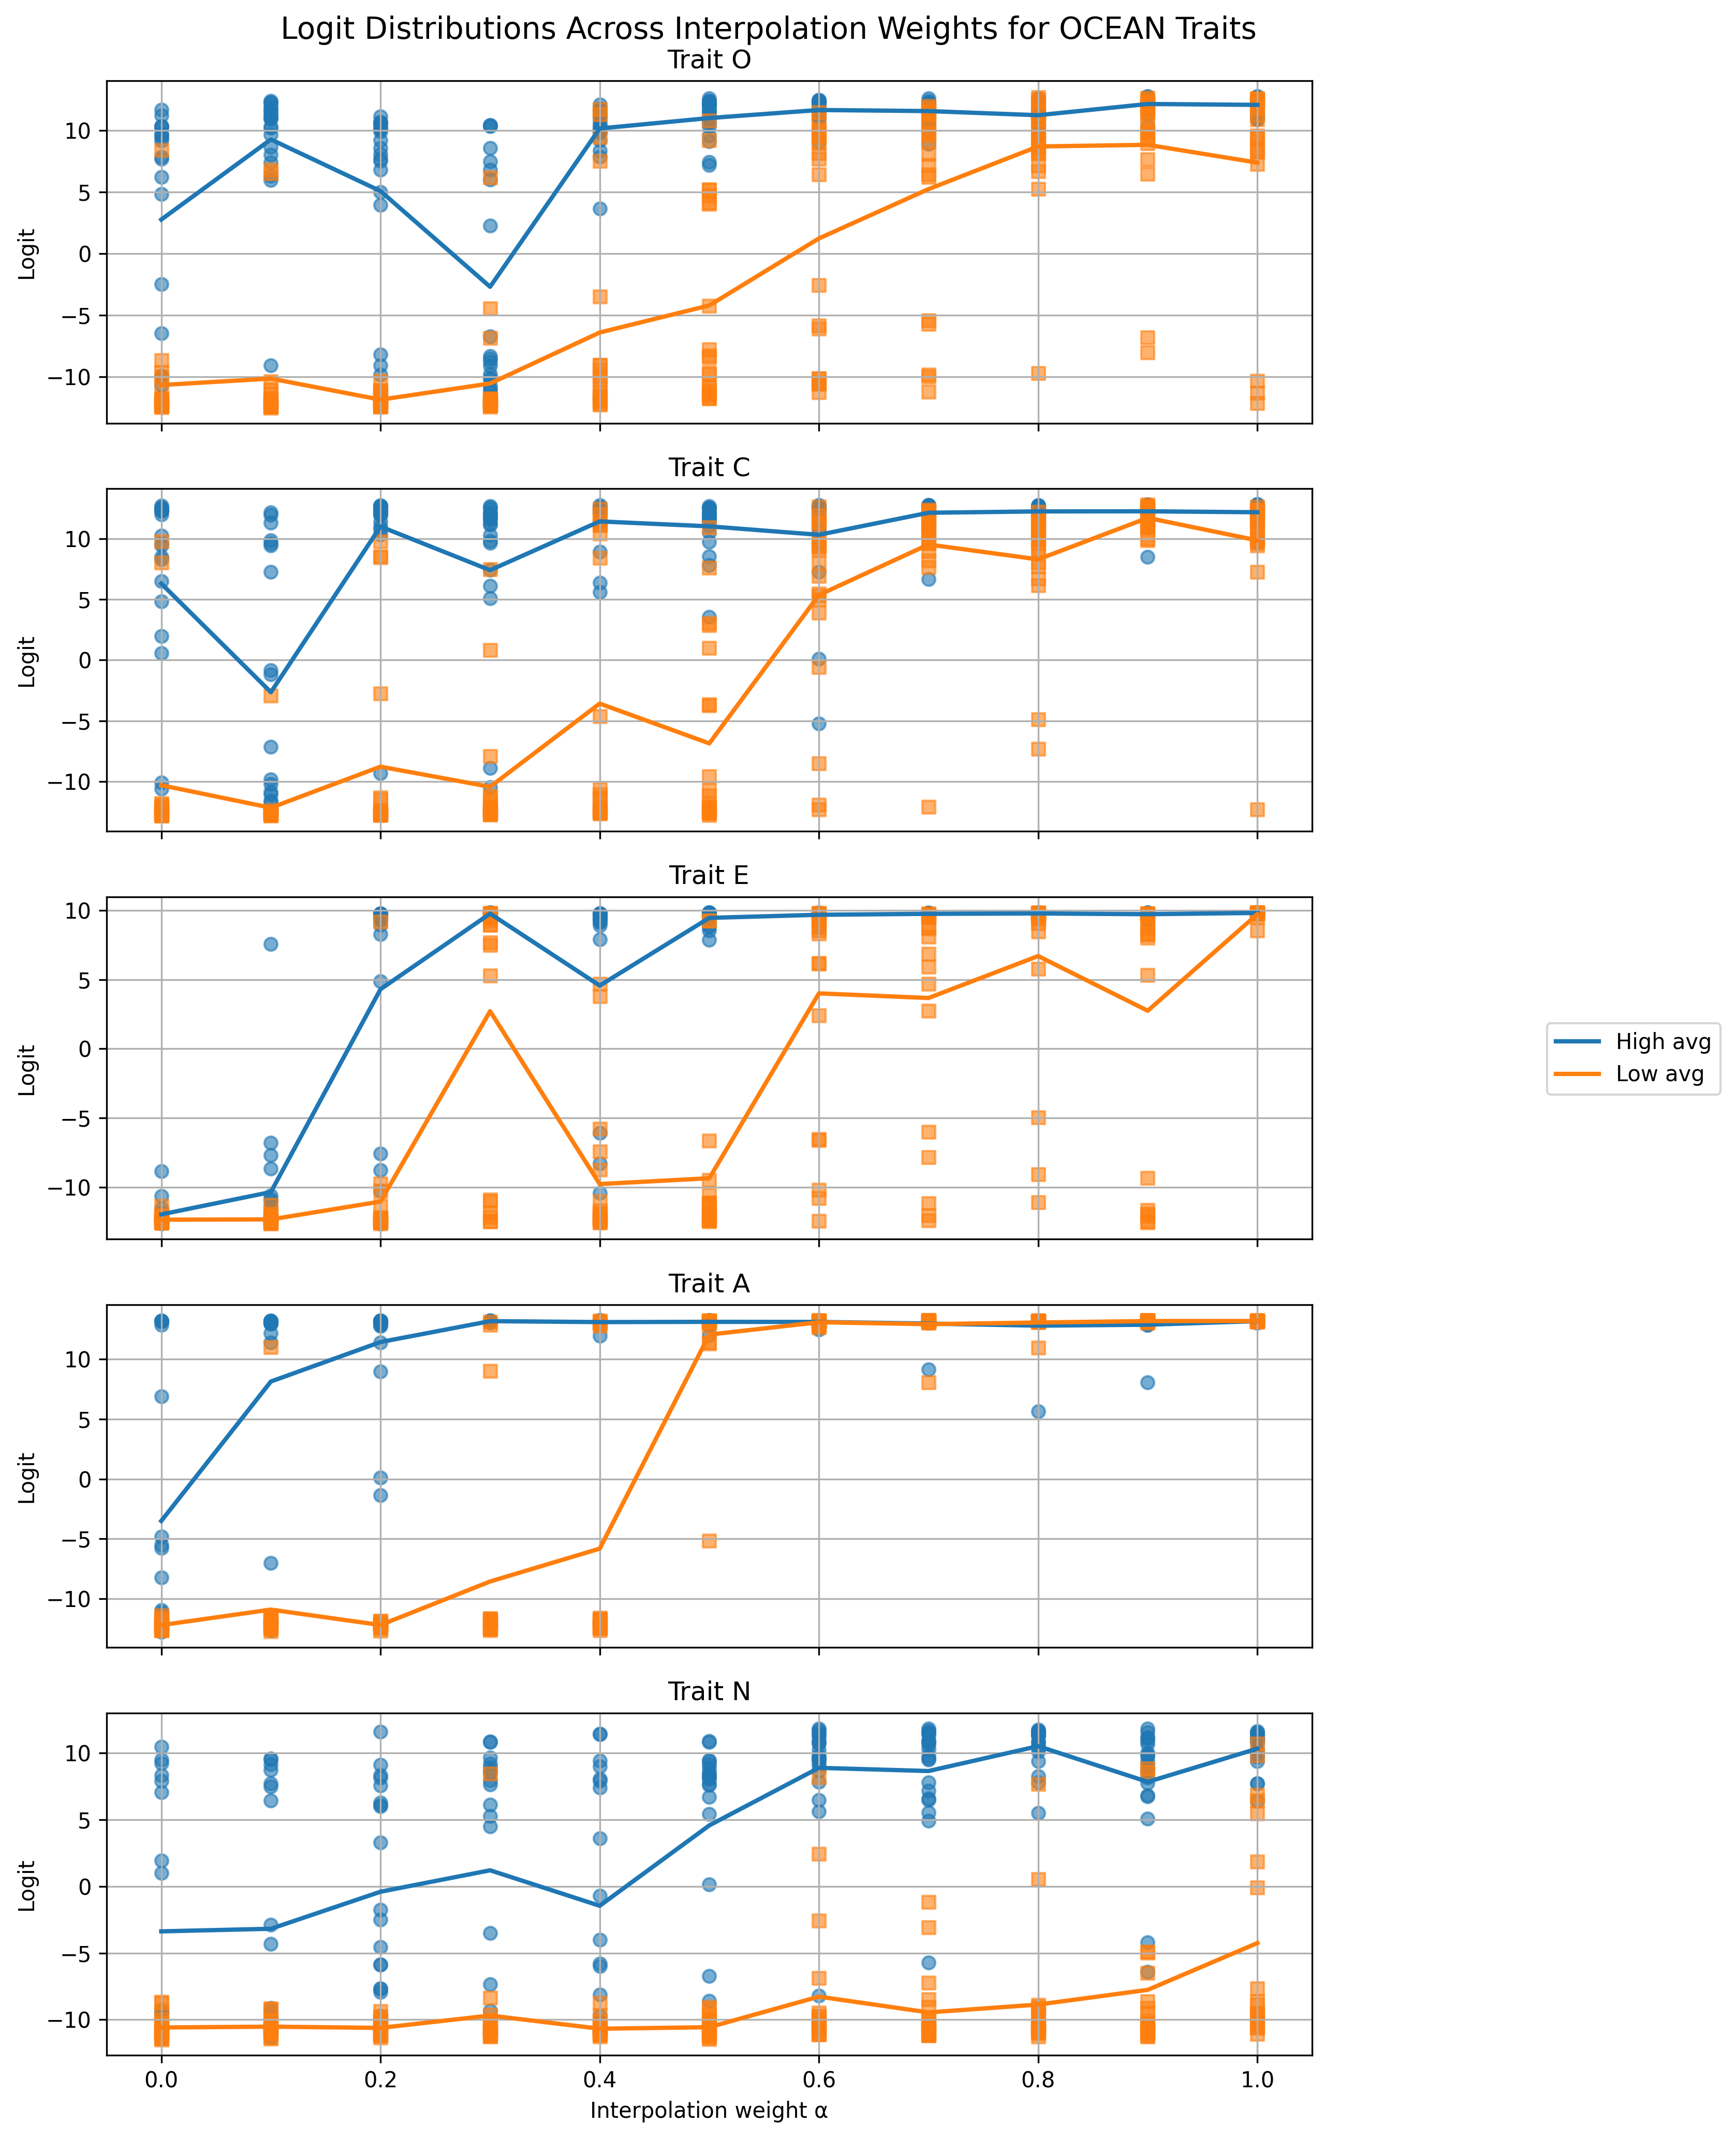 Logit Distributions Across Interpolation Weights for OCEAN Traits
Trait O
10
5
0
−5
−10
Logit
Trait C
10
5
0
−5
−10
Logit
Trait E
10
5
0
−5
−10
Logit
High avg
Low avg
Trait A
10
5
0
−5
−10
Logit
Trait N
10
5
0
−5
−10
Logit
0.0 0.2 0.4 0.6 0.8 1.0
Interpolation weight α